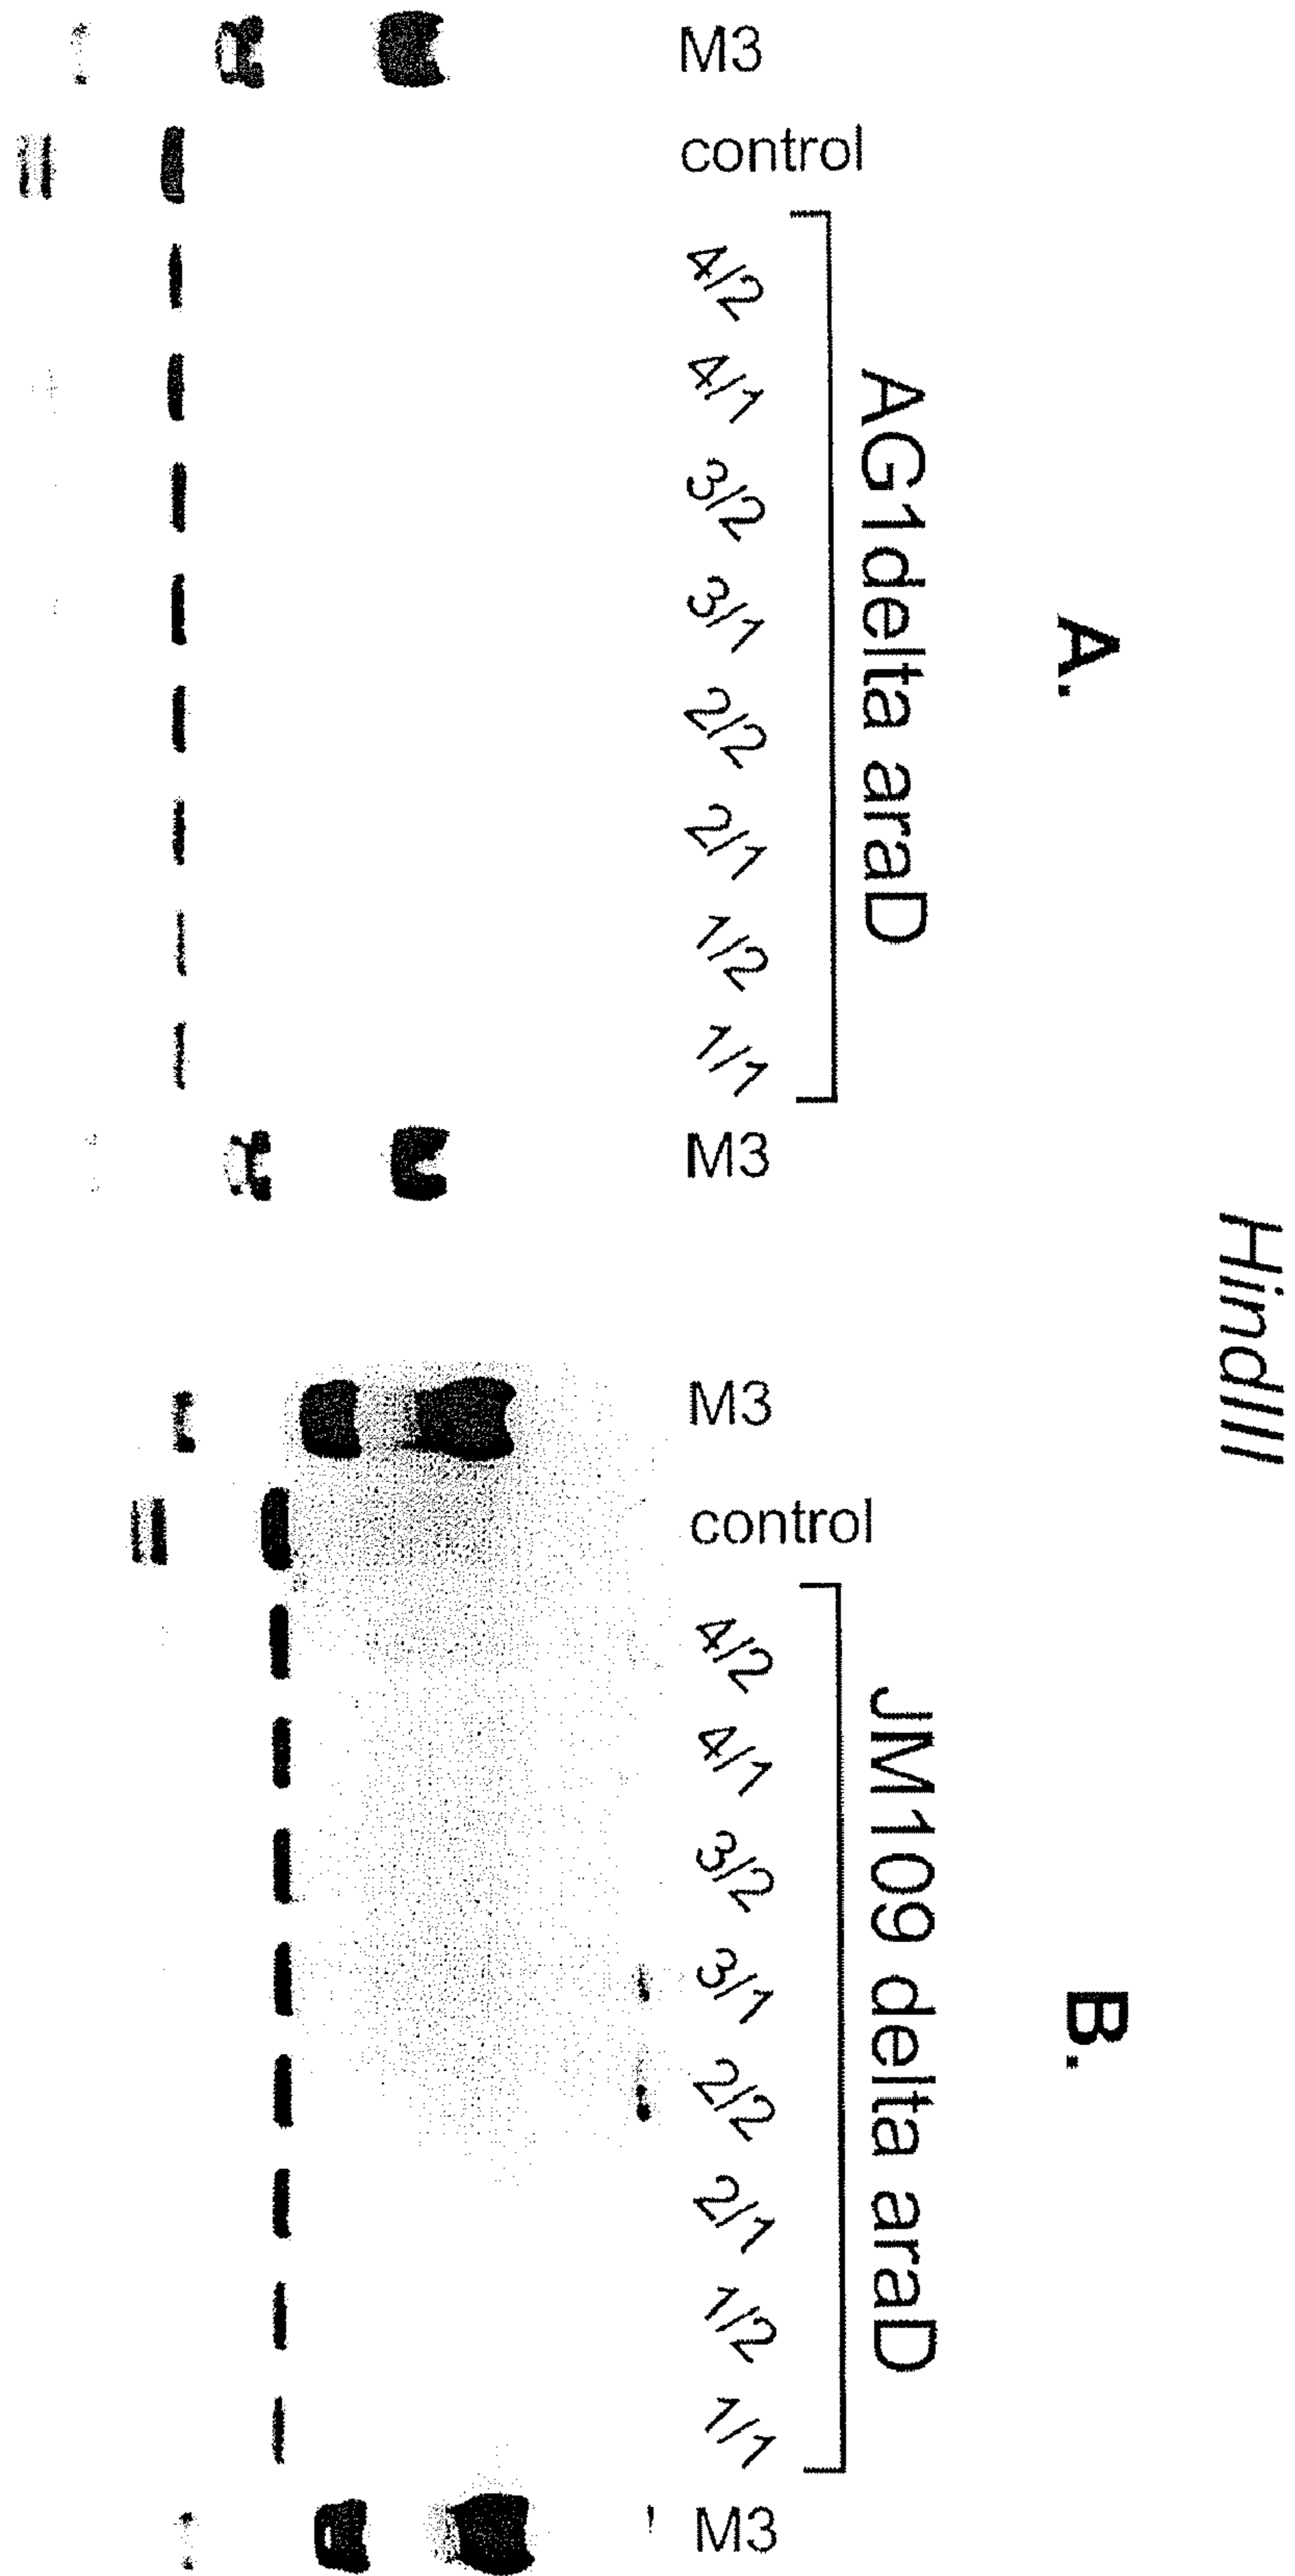 HindIII
A.
AG1delta araD
M3
control
4/2
4/1
3/2
3/1
2/2
2/1
1/2
1/1
M3
B.
JM109 delta araD
M3
control
4/2
4/1
3/2
3/1
2/2
2/1
1/2
1/1
M3